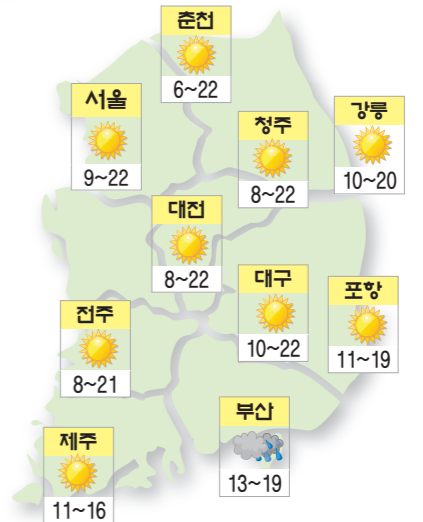 춘천
6~22
서울
9~22
강릉
10~20
청주
8~22
대전
8~22
대구
10~22
포항
11~19
전주
8~21
부산
13~19
제주
11~16